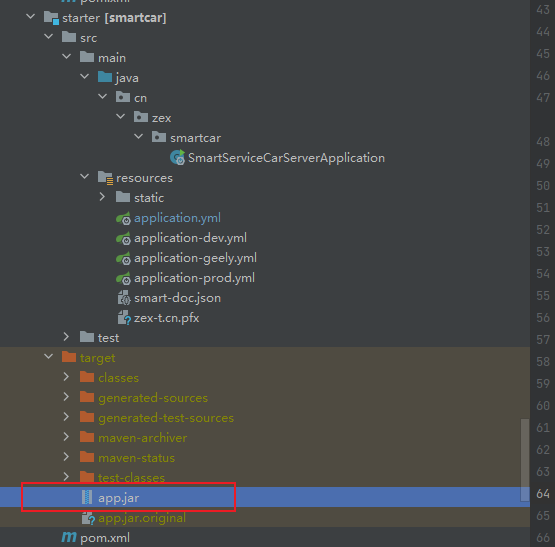 pom.xml
43
starter [smartcar]
44
src
45
main
46
java
47
cn
zex
48
smartcar
49
SmartServiceCarServerApplication
50
resources
51
static
52
application.yml
53
application-dev.yml
54
application-geely.yml
55
application-prod.yml
56
smart-doc.json
57
zex-t.cn.pfx
test
58
target
59
classes
60
generated-sources
61
generated-test-sources
62
maven-archiver
63
maven-status
test-classes
64
app.jar
65
app.jar.original
66
pom.xml